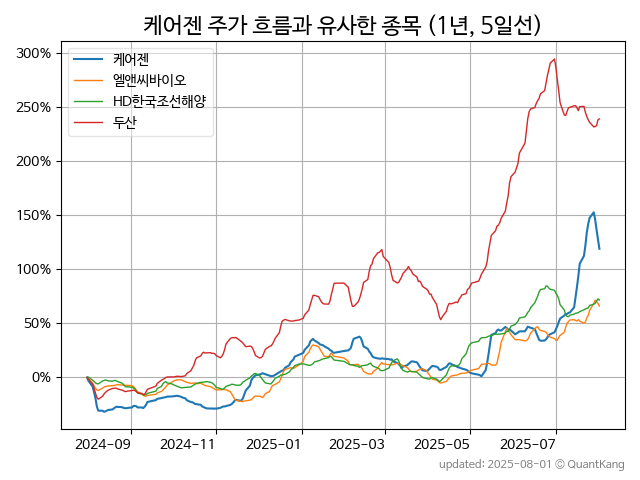 케어젠 주가 흐름과 유사한 종목 (1년, 5일선)
300%
250%
200%
150%
100%
50%
0%
케어젠
엘앤씨바이오
HD한국조선해양
두산
2024-09
2024-11
2025-01
2025-03
2025-05
2025-07
updated: 2025-08-01 © QuantKang